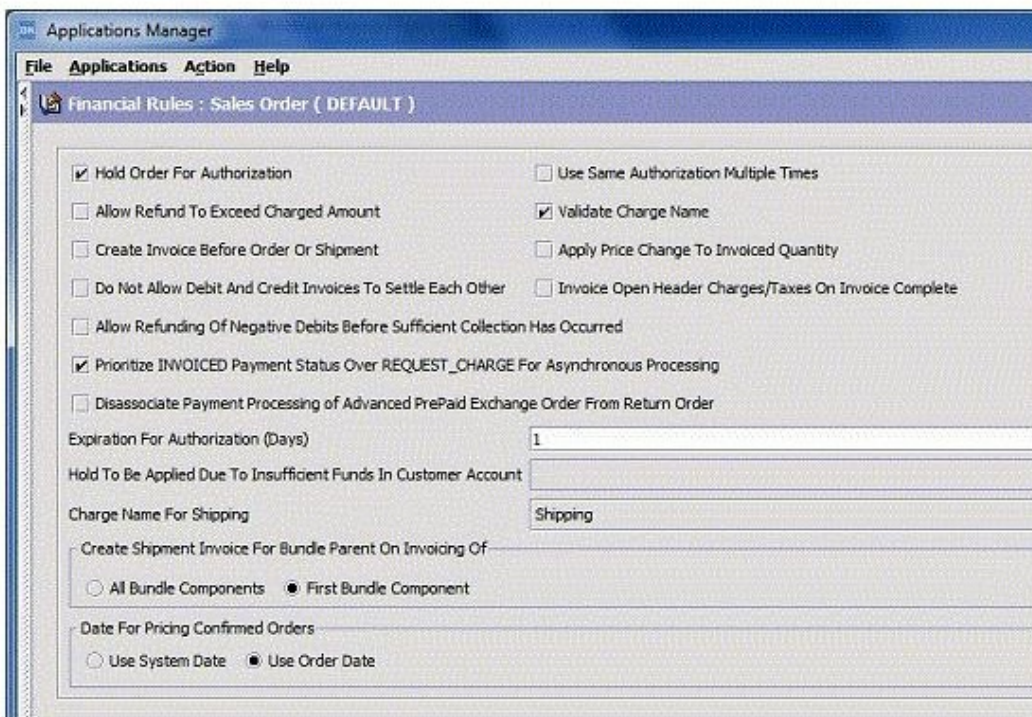 Applications Manager
File Applications Action Help
Financial Rules : Sales Order ( DEFAULT )
Hold Order For Authorization
Use Same Authorization Multiple Times
Allow Refund To Exceed Charged Amount
Validate Charge Name
Create Invoice Before Order Or Shipment
Apply Price Change To Invoiced Quantity
Do Not Allow Debit And Credit Invoices To Settle Each Other
Invoice Open Header Charges/Taxes On Invoice Complete
Allow Refunding Of Negative Debits Before Sufficient Collection Has Occurred
Prioritize INVOICED Payment Status Over REQUEST_CHARGE For Asynchronous Processing
Disassociate Payment Processing of Advanced PrePaid Exchange Order From Return Order
Expiration For Authorization (Days) 1
Hold To Be Applied Due To Insufficient Funds In Customer Account
Charge Name For Shipping Shipping
Create Shipment Invoice For Bundle Parent On Invoicing Of
All Bundle Components First Bundle Component
Date For Pricing Confirmed Orders
Use System Date Use Order Date